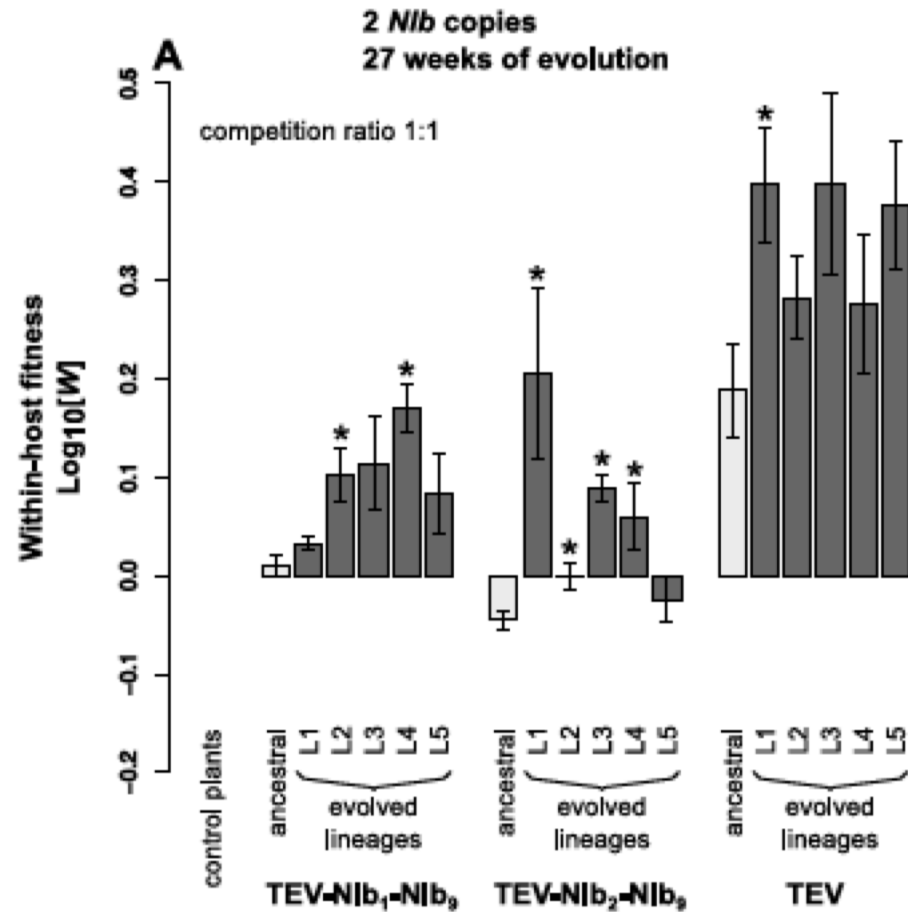 2 NIb copies
27 weeks of evolution
A
competition ratio 1:1
Within-host fitness
Log10[W]
0.5
0.4
0.3
0.2
0.1
0.0
−0.1
−0.2
*
*
*
*
*
*
*
control plants
ancestral
L1
L2
L3
L4
L5
evolved
lineages
TEV-NIb₁-NIb₉
ancestral
L1
L2
L3
L4
L5
evolved
lineages
TEV-NIb₂-NIb₉
ancestral
L1
L2
L3
L4
L5
evolved
lineages
TEV